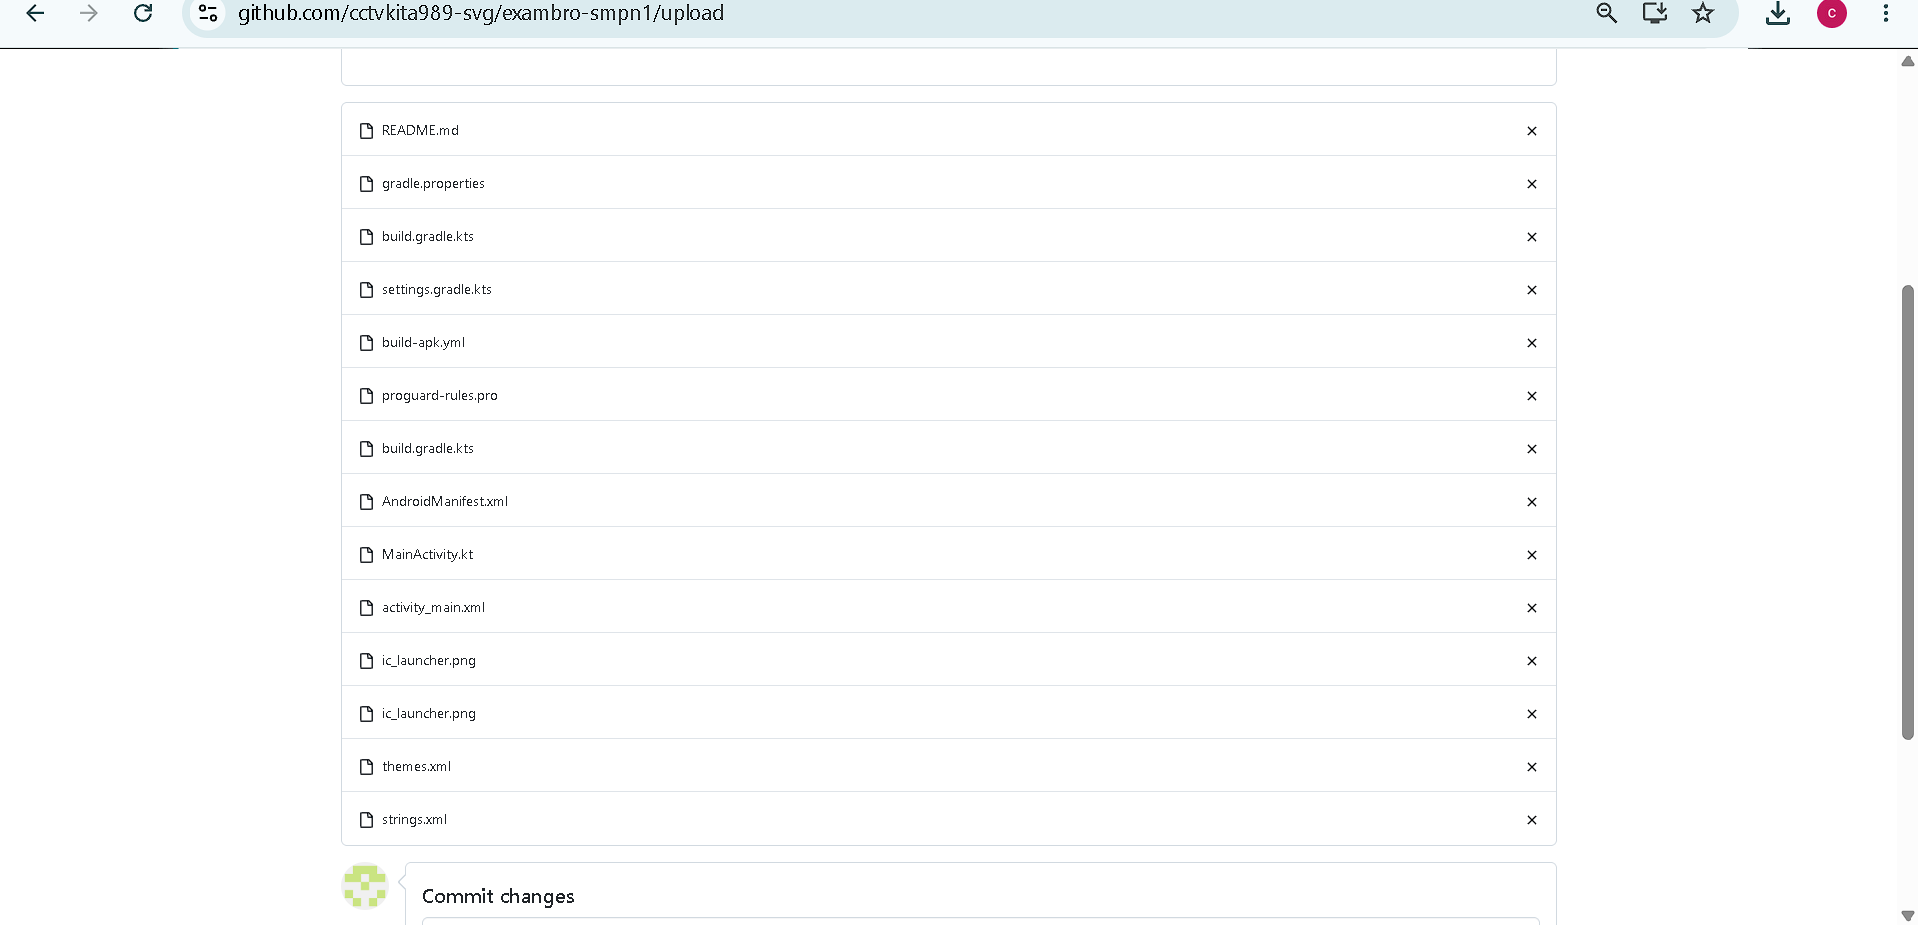 github.com/cctvkita989-svg/exambro-smpn1/upload
C
README.md
gradle.properties
build.gradle.kts
settings.gradle.kts
build-apk.yml
proguard-rules.pro
build.gradle.kts
AndroidManifest.xml
MainActivity.kt
activity_main.xml
ic_launcher.png
ic_launcher.png
themes.xml
strings.xml
Commit changes